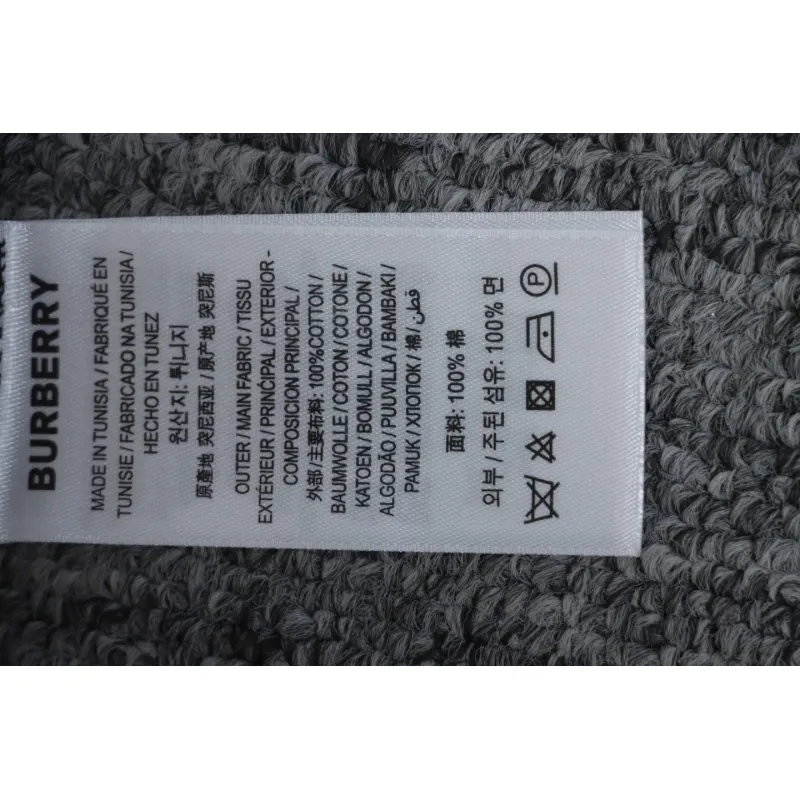 BURBERRY
MADE IN TUNISIA / FABRIQUÉ EN
TUNISIE / FABRICADO NA TUNISIA /
HECHO EN TUNEZ
원산지: 튀니지
原產地 突尼西亞 / 原产地 突尼斯
OUTER / MAIN FABRIC / TISSU
EXTÉRIEUR / PRINCÍPAL / EXTERIOR -
COMPOSICION PRINCIPAL /
外部 / 主要布料: 100% COTTON /
BAUMWOLLE / COTON / COTONE /
KATOEN / BOMULL / ALGODON /
ALGODÃO / PUUVILLA / BAMBAKI /
PAMUK / ХЛОПОК / 棉 / قطن
面料: 100% 棉
외부 / 주된 섬유: 100% 면
P